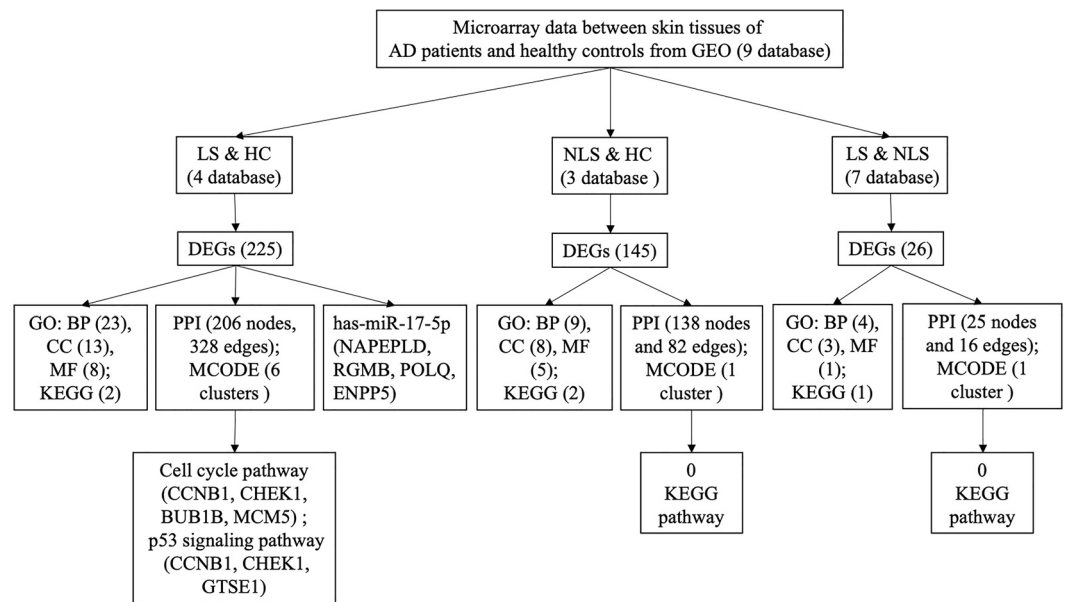 Microarray data between skin tissues of
AD patients and healthy controls from GEO (9 database)
LS & HC
(4 database)
NLS & HC
(3 database )
LS & NLS
(7 database)
DEGs (225)
DEGs (145)
DEGs (26)
GO: BP (23),
CC (13),
MF (8);
KEGG (2)
PPI (206 nodes,
328 edges);
MCODE (6
clusters )
has-miR-17-5p
(NAPEPLD,
RGMB, POLQ,
ENPP5)
GO: BP (9),
CC (8), MF
(5);
KEGG (2)
PPI (138 nodes
and 82 edges);
MCODE (1
cluster )
GO: BP (4),
CC (3), MF
(1);
KEGG (1)
PPI (25 nodes
and 16 edges);
MCODE (1
cluster )
Cell cycle pathway
(CCNB1, CHEK1,
BUB1B, MCM5) ;
p53 signaling pathway
(CCNB1, CHEK1,
GTSE1)
0
KEGG
pathway
0
KEGG
pathway